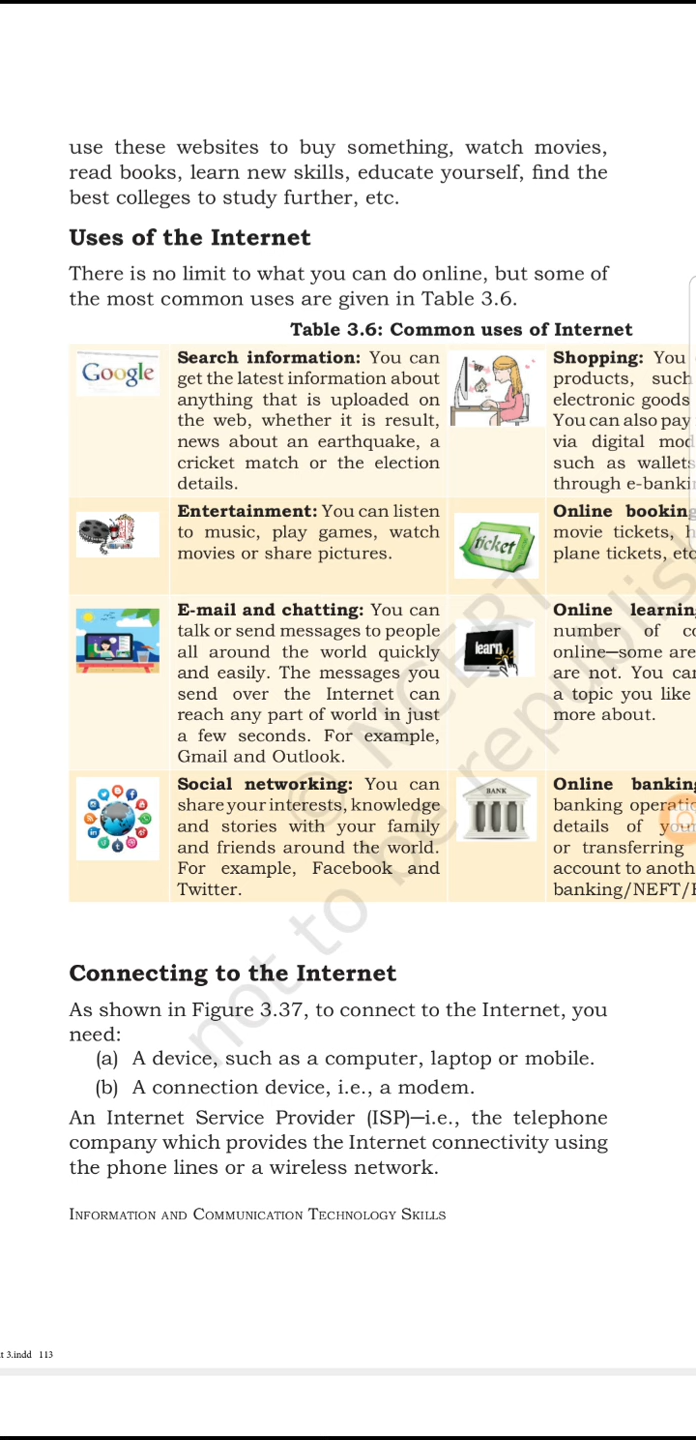 use these websites to buy something, watch movies,
read books, learn new skills, educate yourself, find the
best colleges to study further, etc.
Uses of the Internet
There is no limit to what you can do online, but some of
the most common uses are given in Table 3.6.
Table 3.6: Common uses of Internet
Google
Search information: You can
get the latest information about
anything that is uploaded on
the web, whether it is result,
news about an earthquake, a
cricket match or the election
details.
Shopping: You
products, such
electronic goods
You can also pay
via digital
such as wallets
through
Entertainment: You can listen
to music, play games, watch
movies or share pictures.
ticket
Online
movie tickets,
plane tickets,
E-mail and chatting: You can
talk or send messages to people
all around the world quickly
and easily. The messages you
send over the Internet can
reach any part of world in just
a few seconds. For example,
Gmail and Outlook.
learn
Online
number of
online—some are
are not. You
a topic you like
more about.
Social networking: You can
share your interests, knowledge
and stories with your family
and friends around the world.
For example, Facebook and
Twitter.
BANK
Online
banking
details of
or transferring
account to
banking/NEFT/
Connecting to the Internet
As shown in Figure 3.37, to connect to the Internet, you
need:
(a) A device, such as a computer, laptop or mobile.
(b) A connection device, i.e., a modem.
An Internet Service Provider (ISP)—i.e., the telephone
company which provides the Internet connectivity using
the phone lines or a wireless network.
Information and Communication Technology Skills
3.indd 113
© NCERT
not to be